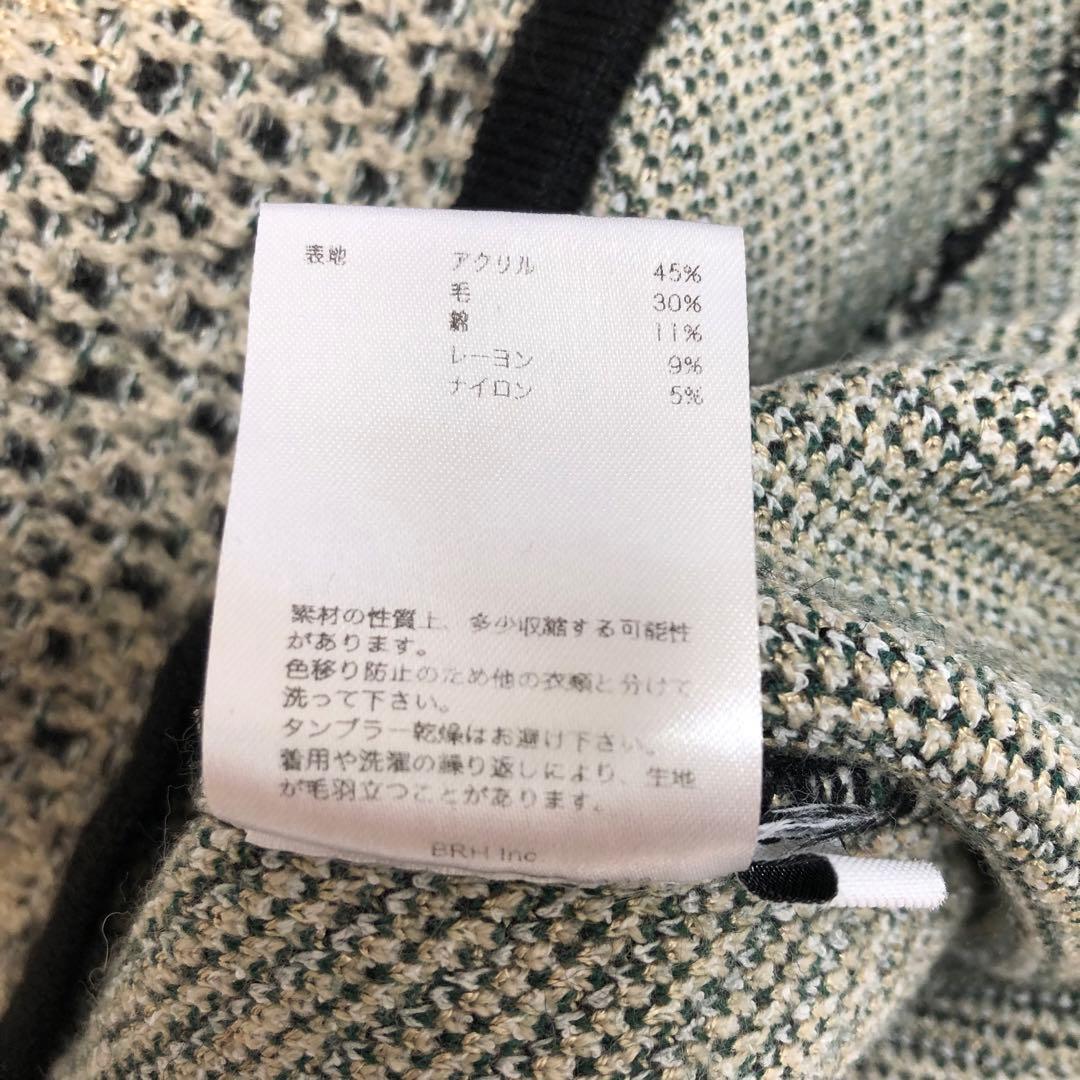 表地 アクリル 45%
毛 30%
綿 11%
レーヨン 9%
ナイロン 5%
素材の性質上、多少収縮する可能性
があります。
色移り防止のため他の衣類と分けて
洗って下さい。
タンブラー乾燥はお避け下さい。
着用や洗濯の繰り返しにより、生地
が毛羽立つことがあります。
BRH Inc